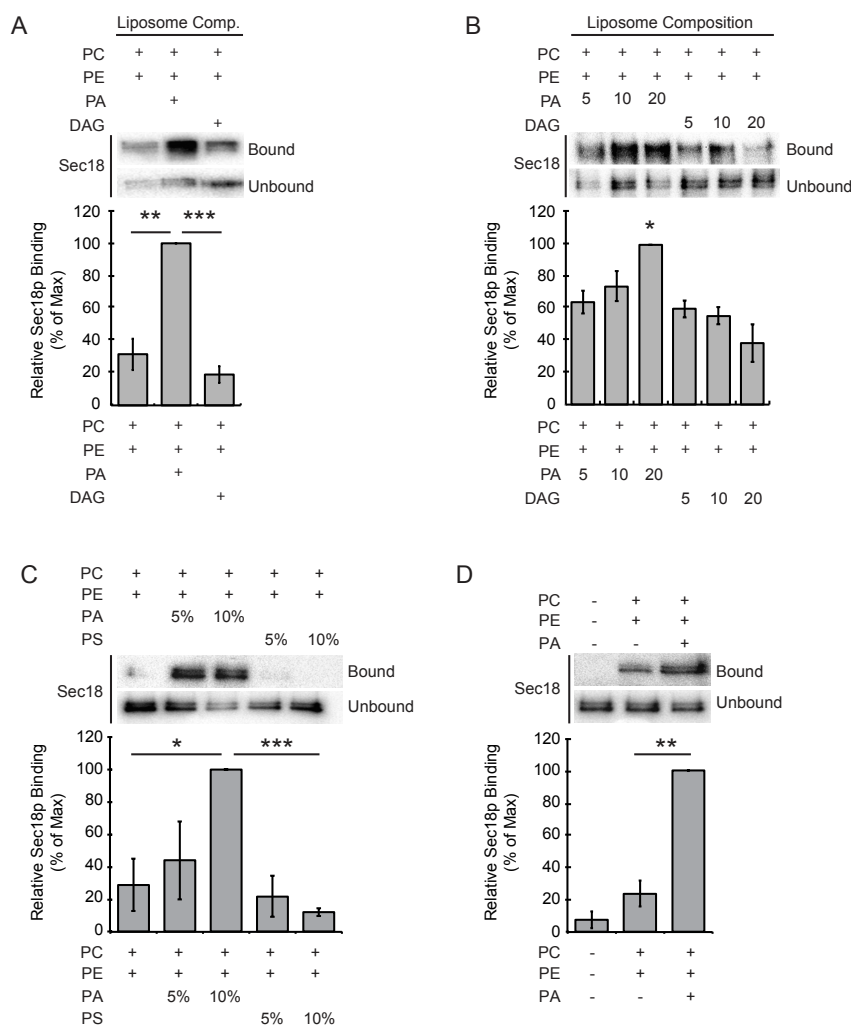 A
Liposome Comp.
PC + + +
PE + + +
PA +
DAG +
Sec18
Bound
Unbound
** ***
Relative Sec18p Binding
(% of Max)
120
100
80
60
40
20
0
PC + + +
PE + + +
PA +
DAG +
B
Liposome Composition
PC + + + + + +
PE + + + + + +
PA 5 10 20
DAG 5 10 20
Sec18
Bound
Unbound
*
Relative Sec18p Binding
(% of Max)
120
100
80
60
40
20
0
PC + + + + + +
PE + + + + + +
PA 5 10 20
DAG 5 10 20
C
PC + + + + +
PE + + + + +
PA 5% 10%
PS 5% 10%
Sec18
Bound
Unbound
* ***
Relative Sec18p Binding
(% of Max)
120
100
80
60
40
20
0
PC + + + + +
PE + + + + +
PA 5% 10%
PS 5% 10%
D
PC - + +
PE - + +
PA - - +
Sec18
Bound
Unbound
**
Relative Sec18p Binding
(% of Max)
120
100
80
60
40
20
0
PC - + +
PE - + +
PA - - +